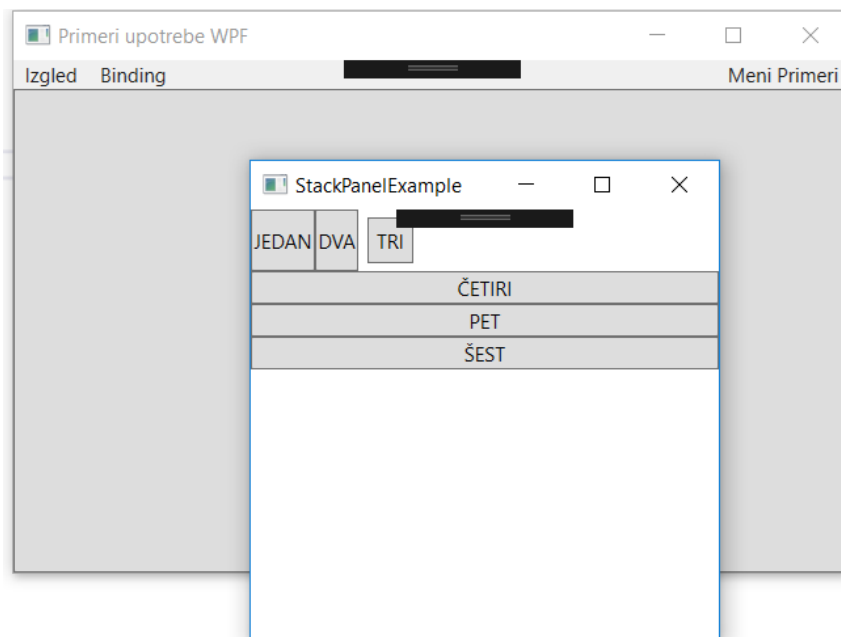 Primeri upotrebe WPF
Izgled Binding Meni Primeri
StackPanelExample
JEDAN DVA TRI
ČETIRI
PET
ŠEST